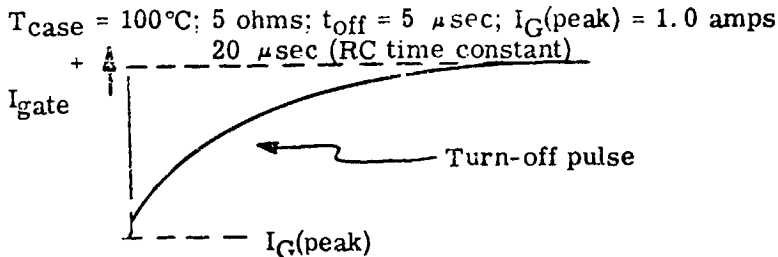 Tcase = 100°C; 5 ohms; toff = 5 μsec; IG(peak) = 1.0 amps
20 μsec (RC time constant)
+
Igate
Turn-off pulse
IG(peak)